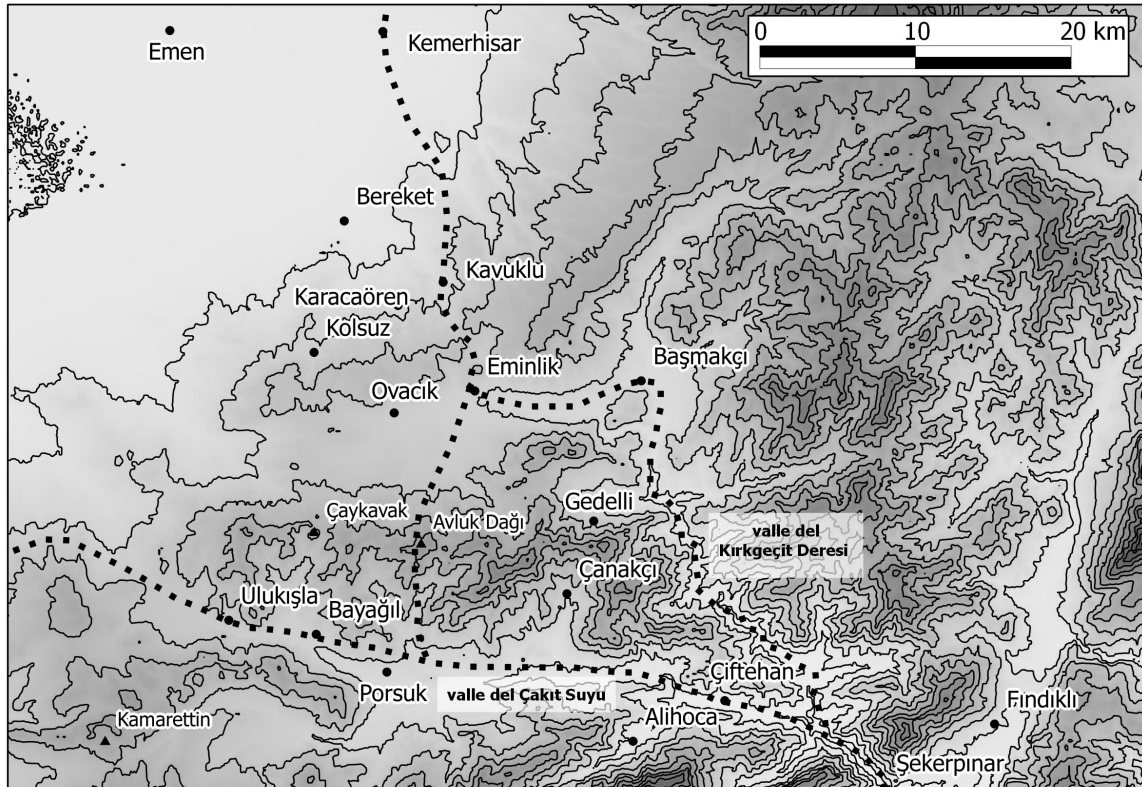 0 10 20 km
Emen
Kemerhisar
Bereket
Kavuklu
Karacaören
Kolsuz
Eminlik
Başmakçı
Ovacık
Gedelli
Çaykavak
Avluk Dağı
valle del
Kırkgeçit Deresi
Çanakçı
Ulukışla
Bayağıl
Çiftehan
Porsuk
valle del Çakıt Suyu
Fındıklı
Kamarettin
Alihoca
Şekerpınar